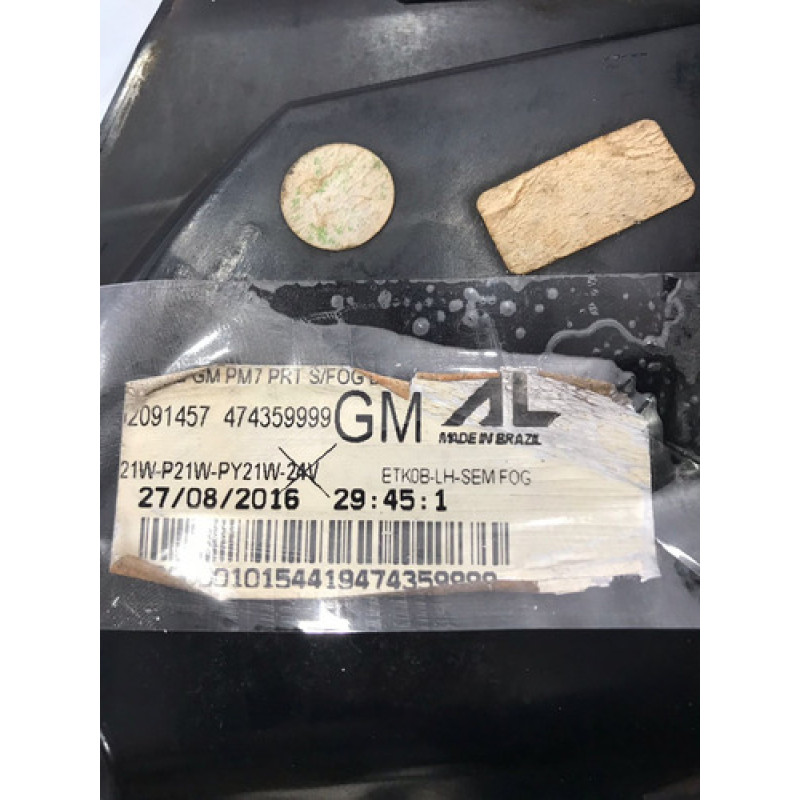 GM PM7 PRT S/FOG
2091457 474359999 GM AL
MADE IN BRAZIL
21W-P21W-PY21W-24V ETK0B-LH-SEM FOG
27/08/2016 29:45:1
0010154419474359999